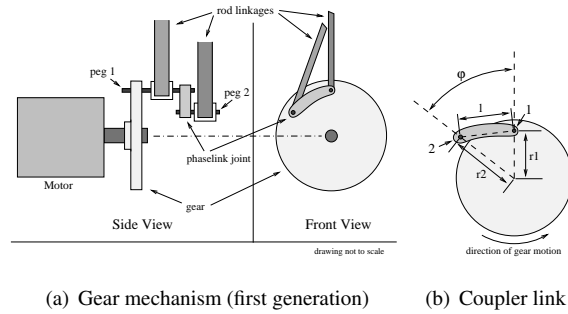 rod linkages
peg 1
peg 2
phaselink joint
Motor
gear
Side View
Front View
drawing not to scale
φ
l
1
2
r1
r2
direction of gear motion
(a) Gear mechanism (first generation)
(b) Coupler link